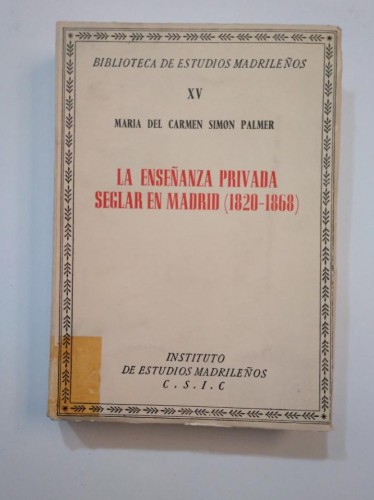 BIBLIOTECA DE ESTUDIOS MADRILEÑOS
XV
MARIA DEL CARMEN SIMON PALMER
LA ENSEÑANZA PRIVADA
SEGLAR EN MADRID (1820-1868)
INSTITUTO
DE ESTUDIOS MADRILEÑOS
C. S. I. C